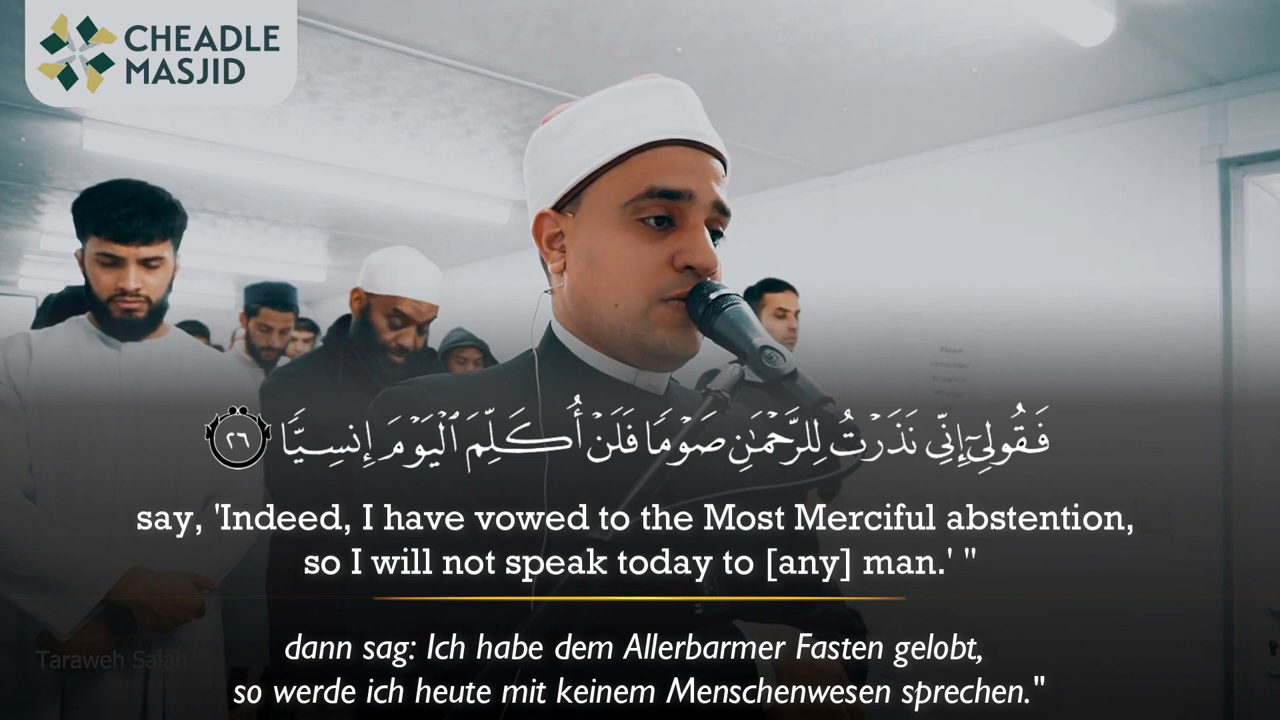 CHEADLE
MASJID
Please
remember
فَقُولِىٓ إِنِّى نَذَرْتُ لِلرَّحْمَٰنِ صَوْمًا فَلَنْ أُكَلِّمَ ٱلْيَوْمَ إِنسِيًّا ٢٦
say, 'Indeed, I have vowed to the Most Merciful abstention,
so I will not speak today to [any] man.' "
dann sag: Ich habe dem Allerbarmer Fasten gelobt,
Taraweh Salah
so werde ich heute mit keinem Menschenwesen sprechen."